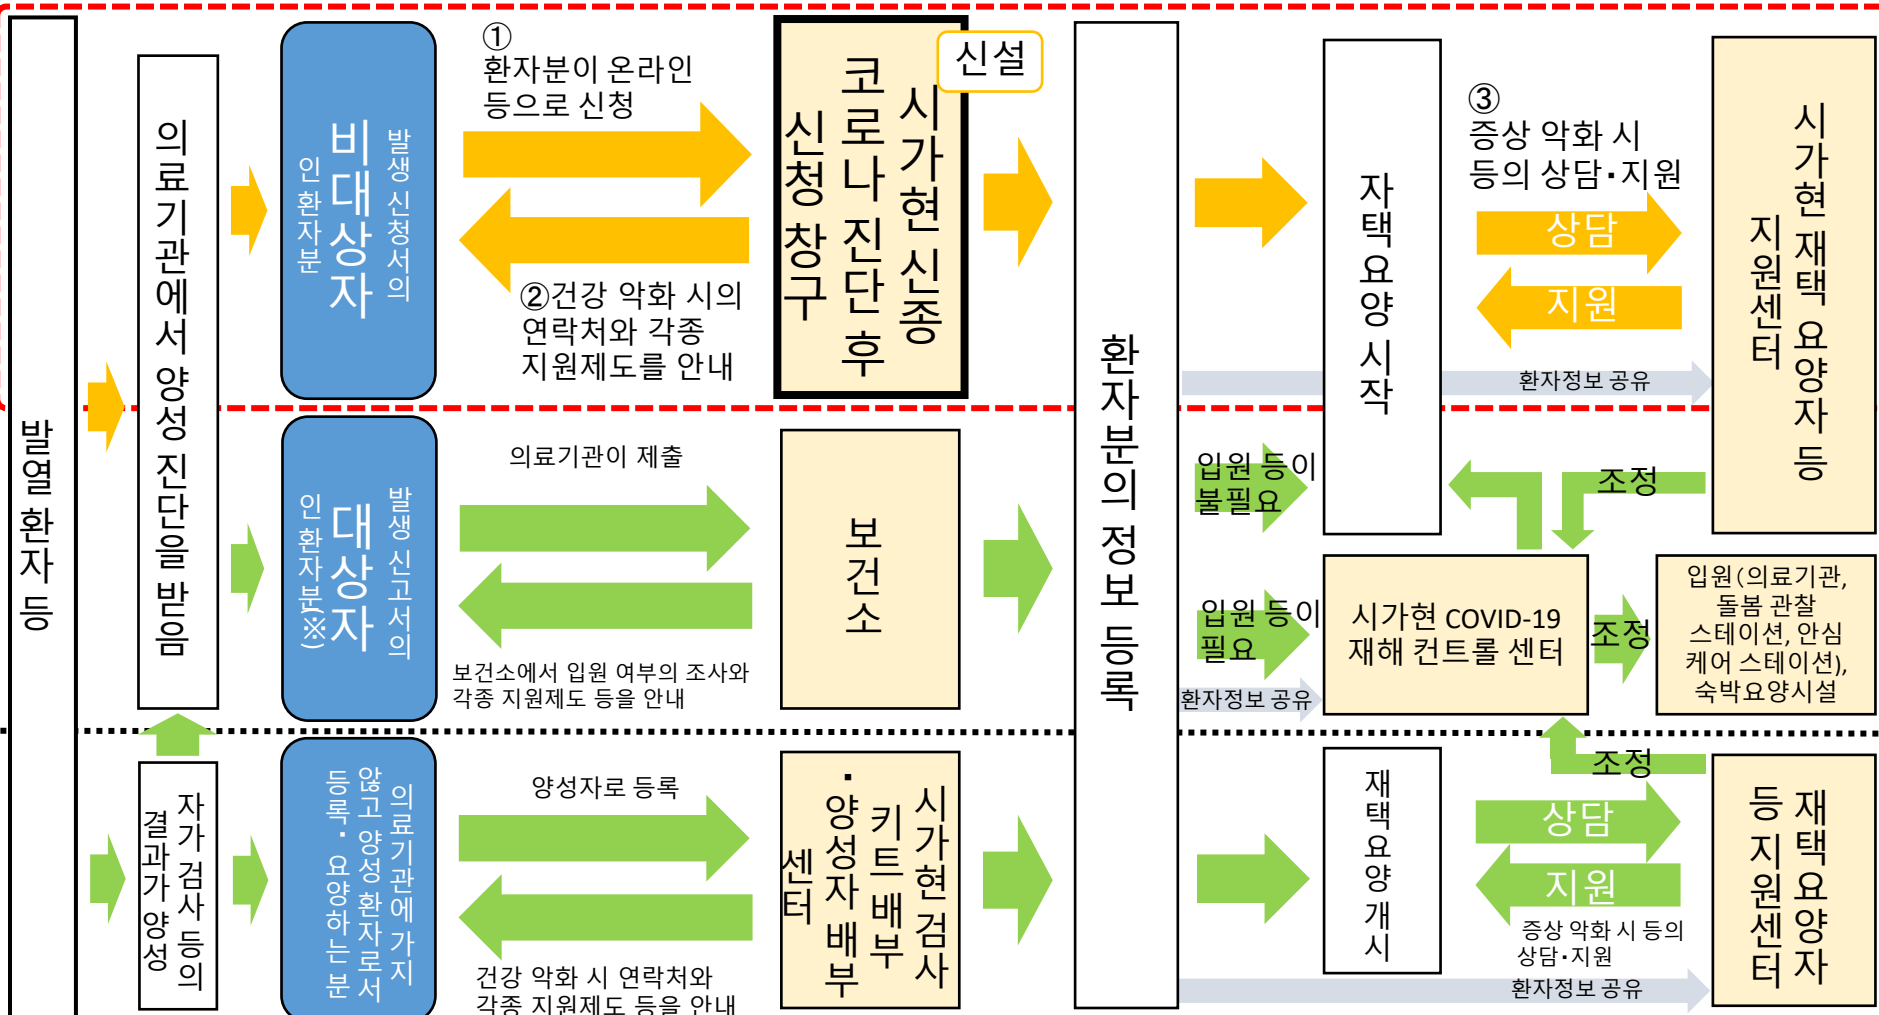 발열 환자 등
의료기관에서 양성 진단을 받음
발생 신청서의
비대상자
인 환자분
①
환자분이 온라인
등으로 신청
②건강 악화 시의
연락처와 각종
지원제도를 안내
신설
시가현 신종
코로나 진단 후
신청 창구
환자분의 정보 등록
자택요양 시작
③
증상 악화 시
등의 상담·지원
상담
지원
환자정보 공유
시가현 재택 요양자 등
지원센터
발생 신고서의
대상자
인 환자분(※)
의료기관이 제출
보건소에서 입원 여부의 조사와
각종 지원제도 등을 안내
보건소
입원 등이
불필요
입원 등이
필요
환자정보 공유
조정
시가현 COVID-19
재해 컨트롤 센터
조정
입원(의료기관,
돌봄 관찰
스테이션, 안심
케어 스테이션),
숙박요양시설
자가 검사 등의
결과가 양성
의료기관에 가지
않고 양성 환자로서
등록·요양하는 분
양성자로 등록
건강 악화 시 연락처와
각종 지원제도 등을 안내
시가현 검사
키트 배부
·양성자 배부
센터
재택요양 개시
조정
상담
지원
증상 악화 시 등의
상담·지원
환자정보 공유
재택요양자
등 지원센터